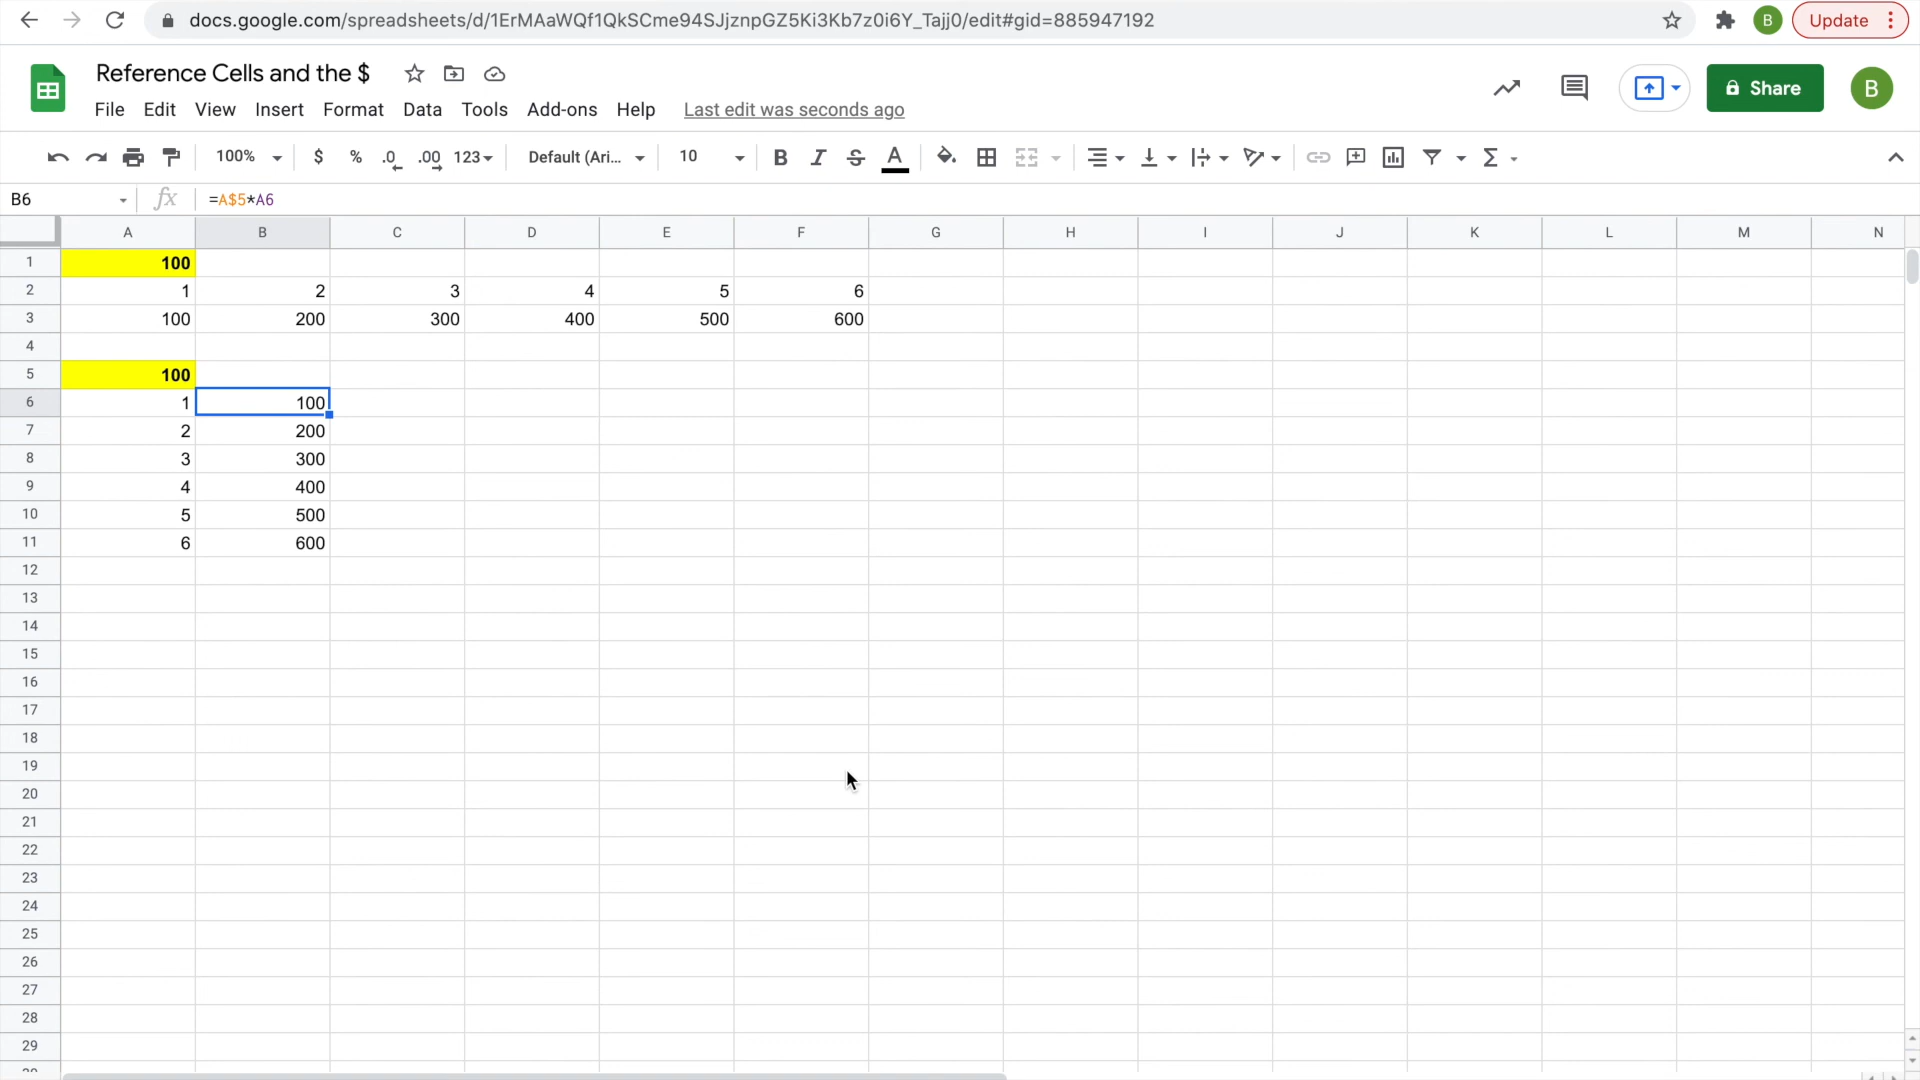 docs.google.com/spreadsheets/d/1ErMAaWQf1QkSCme94SJjznpGZ5Ki3Kb7z0i6Y_Tajj0/edit#gid=885947192 B Update
Reference Cells and the $
File Edit View Insert Format Data Tools Add-ons Help Last edit was seconds ago
Share B
100% $ % .0 .00 123 Default (Ari... 10 B I S A Σ
B6 fx =A$5*A6
A B C D E F G H I J K L M N
1 100
2 1 2 3 4 5 6
3 100 200 300 400 500 600
4
5 100
6 1 100
7 2 200
8 3 300
9 4 400
10 5 500
11 6 600
12
13
14
15
16
17
18
19
20
21
22
23
24
25
26
27
28
29